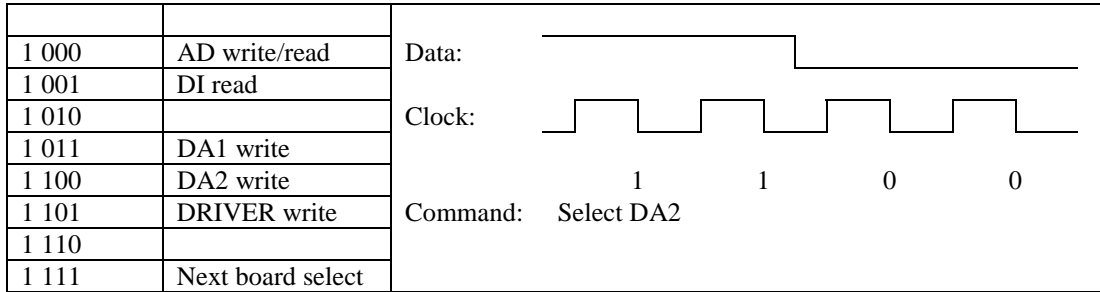 1 000 AD write/read Data:
1 001 DI read
1 010 Clock:
1 011 DA1 write
1 100 DA2 write 1 1 0 0
1 101 DRIVER write Command: Select DA2
1 110
1 111 Next board select